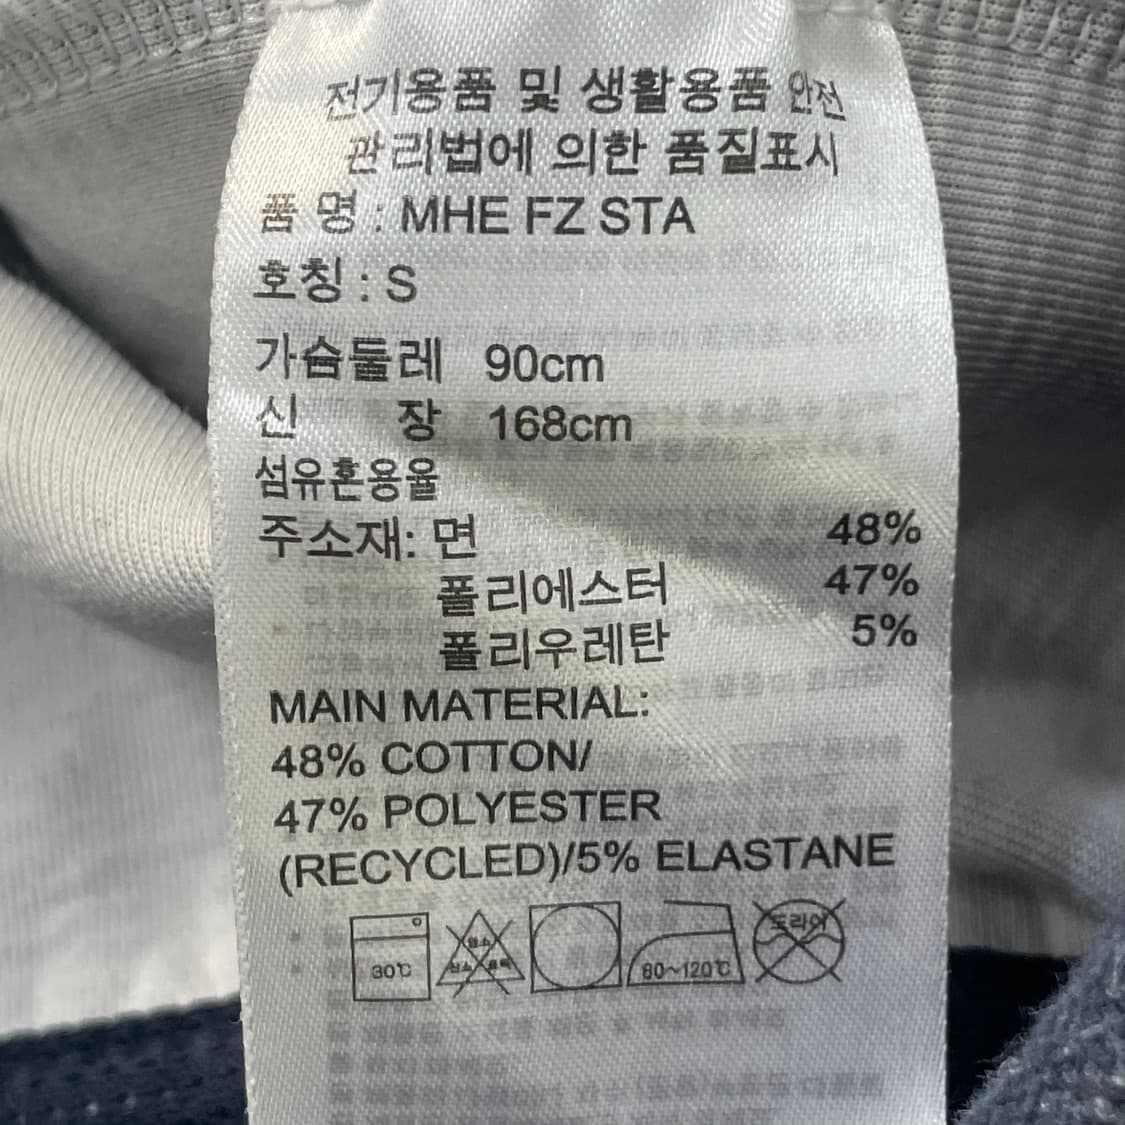 전기용품 및 생활용품 안전
관리법에 의한 품질표시
품 명 : MHE FZ STA
호칭 : S
가슴둘레 90cm
신 장 168cm
섬유혼용율
주소재: 면 48%
폴리에스터 47%
폴리우레탄 5%
MAIN MATERIAL:
48% COTTON/
47% POLYESTER
(RECYCLED)/5% ELASTANE
30℃
80~120℃
드라이